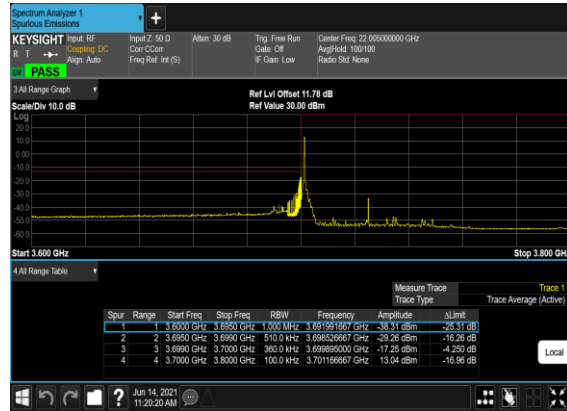 Spectrum Analyzer 1
Spurious Emissions
KEYSIGHT
R T
LW PASS
Input: RF
Coupling: DC
Align: Auto
Input Z: 50 Ω
Corr CCorr
Freq Ref: Int (S)
Atten: 30 dB
Trig: Free Run
Gate: Off
IF Gain: Low
Center Freq: 22.005000000 GHz
Avg|Hold: 100/100
Radio Std: None
3 All Range Graph
Scale/Div 10.0 dB
Ref Lvl Offset 11.78 dB
Ref Value 30.00 dBm
Log
20.0
10.0
0.00
-10.0
-20.0
-30.0
-40.0
-50.0
-60.0
Start 3.600 GHz
Stop 3.800 GHz
4 All Range Table
Measure Trace Trace 1
Trace Type Trace Average (Active)
Spur Range Start Freq Stop Freq RBW Frequency Amplitude ΔLimit
1 1 3.6000 GHz 3.6950 GHz 1.000 MHz 3.691991667 GHz -38.31 dBm -25.31 dB
2 2 3.6950 GHz 3.6990 GHz 510.0 kHz 3.698526667 GHz -29.26 dBm -16.26 dB
3 3 3.6990 GHz 3.7000 GHz 360.0 kHz 3.699895000 GHz -17.25 dBm -4.250 dB
4 4 3.7000 GHz 3.8000 GHz 100.0 kHz 3.701166667 GHz 13.04 dBm -16.96 dB
Local
Jun 14, 2021
11:20:20 AM